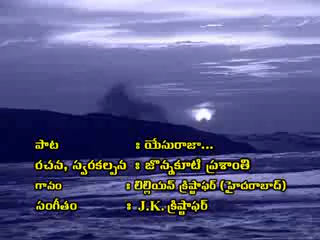 పాట : యేసురాజా...
రచన, స్వరకల్పన : జొన్నకూటి ప్రశాంతి
గానం : లిల్లియన్ క్రిష్టాఫర్ (హైదరాబాద్)
సంగీతం : J.K. క్రిష్టాఫర్